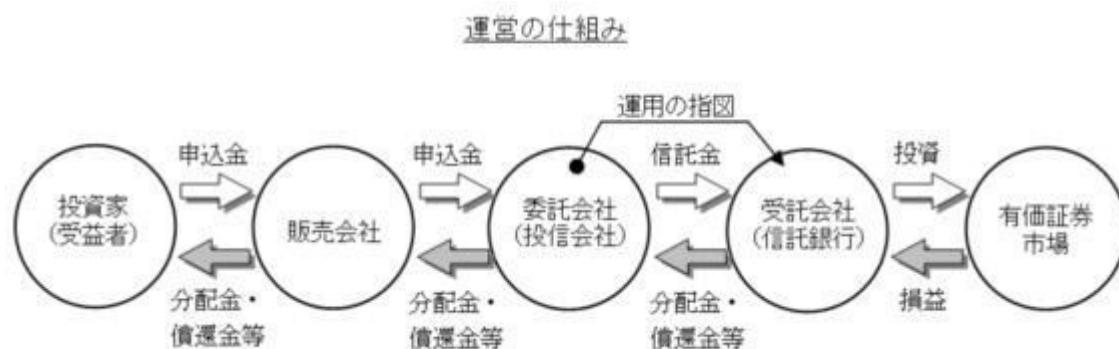 運営の仕組み
運用の指図
申込金
申込金
信託金
投資
投資家
(受益者)
販売会社
委託会社
(投信会社)
受託会社
(信託銀行)
有価証券
市場
分配金・
償還金等
分配金・
償還金等
分配金・
償還金等
損益